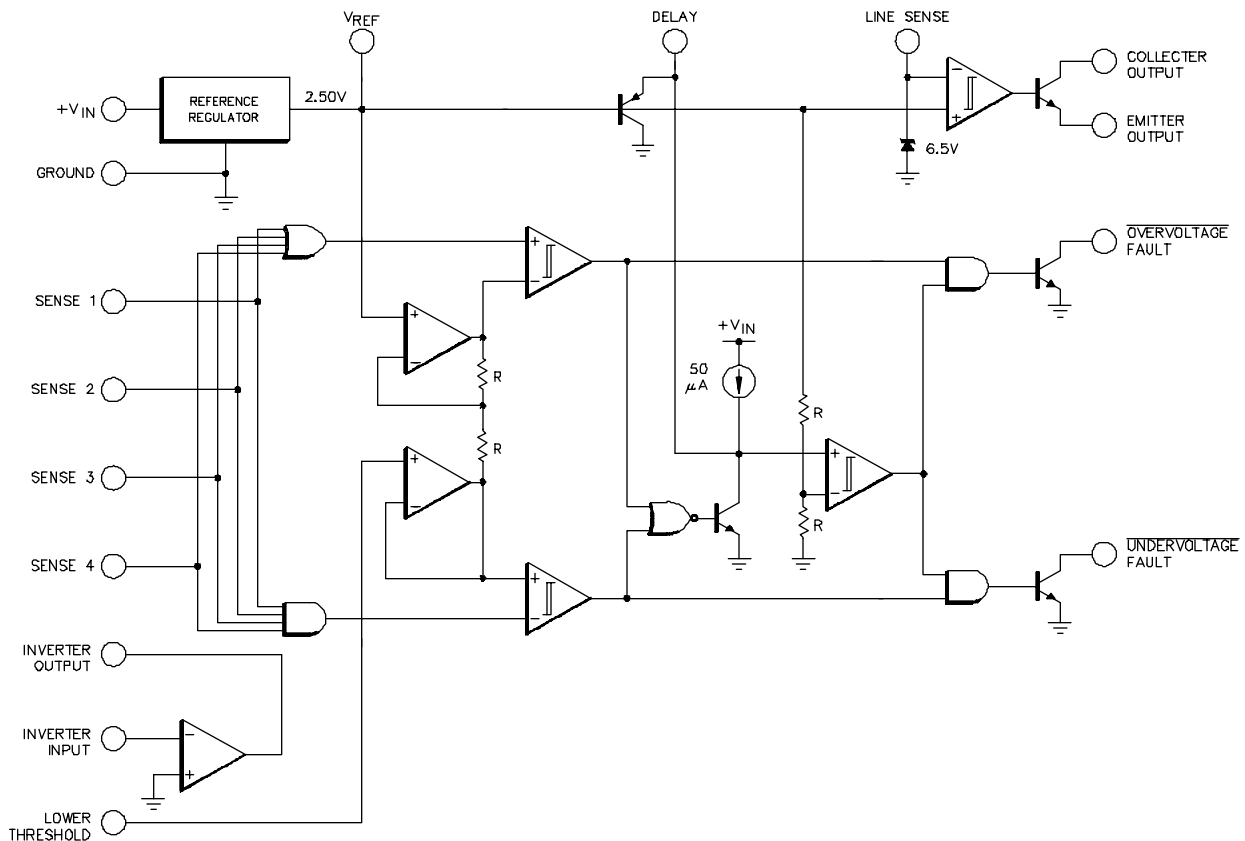 VREF
DELAY
LINE SENSE
COLLECTER
OUTPUT
+VIN
REFERENCE
REGULATOR
2.50V
EMITTER
OUTPUT
6.5V
GROUND
OVERVOLTAGE
FAULT
SENSE 1
+VIN
50
μA
R
SENSE 2
R
R
SENSE 3
R
SENSE 4
UNDERVOLTAGE
FAULT
INVERTER
OUTPUT
INVERTER
INPUT
LOWER
THRESHOLD